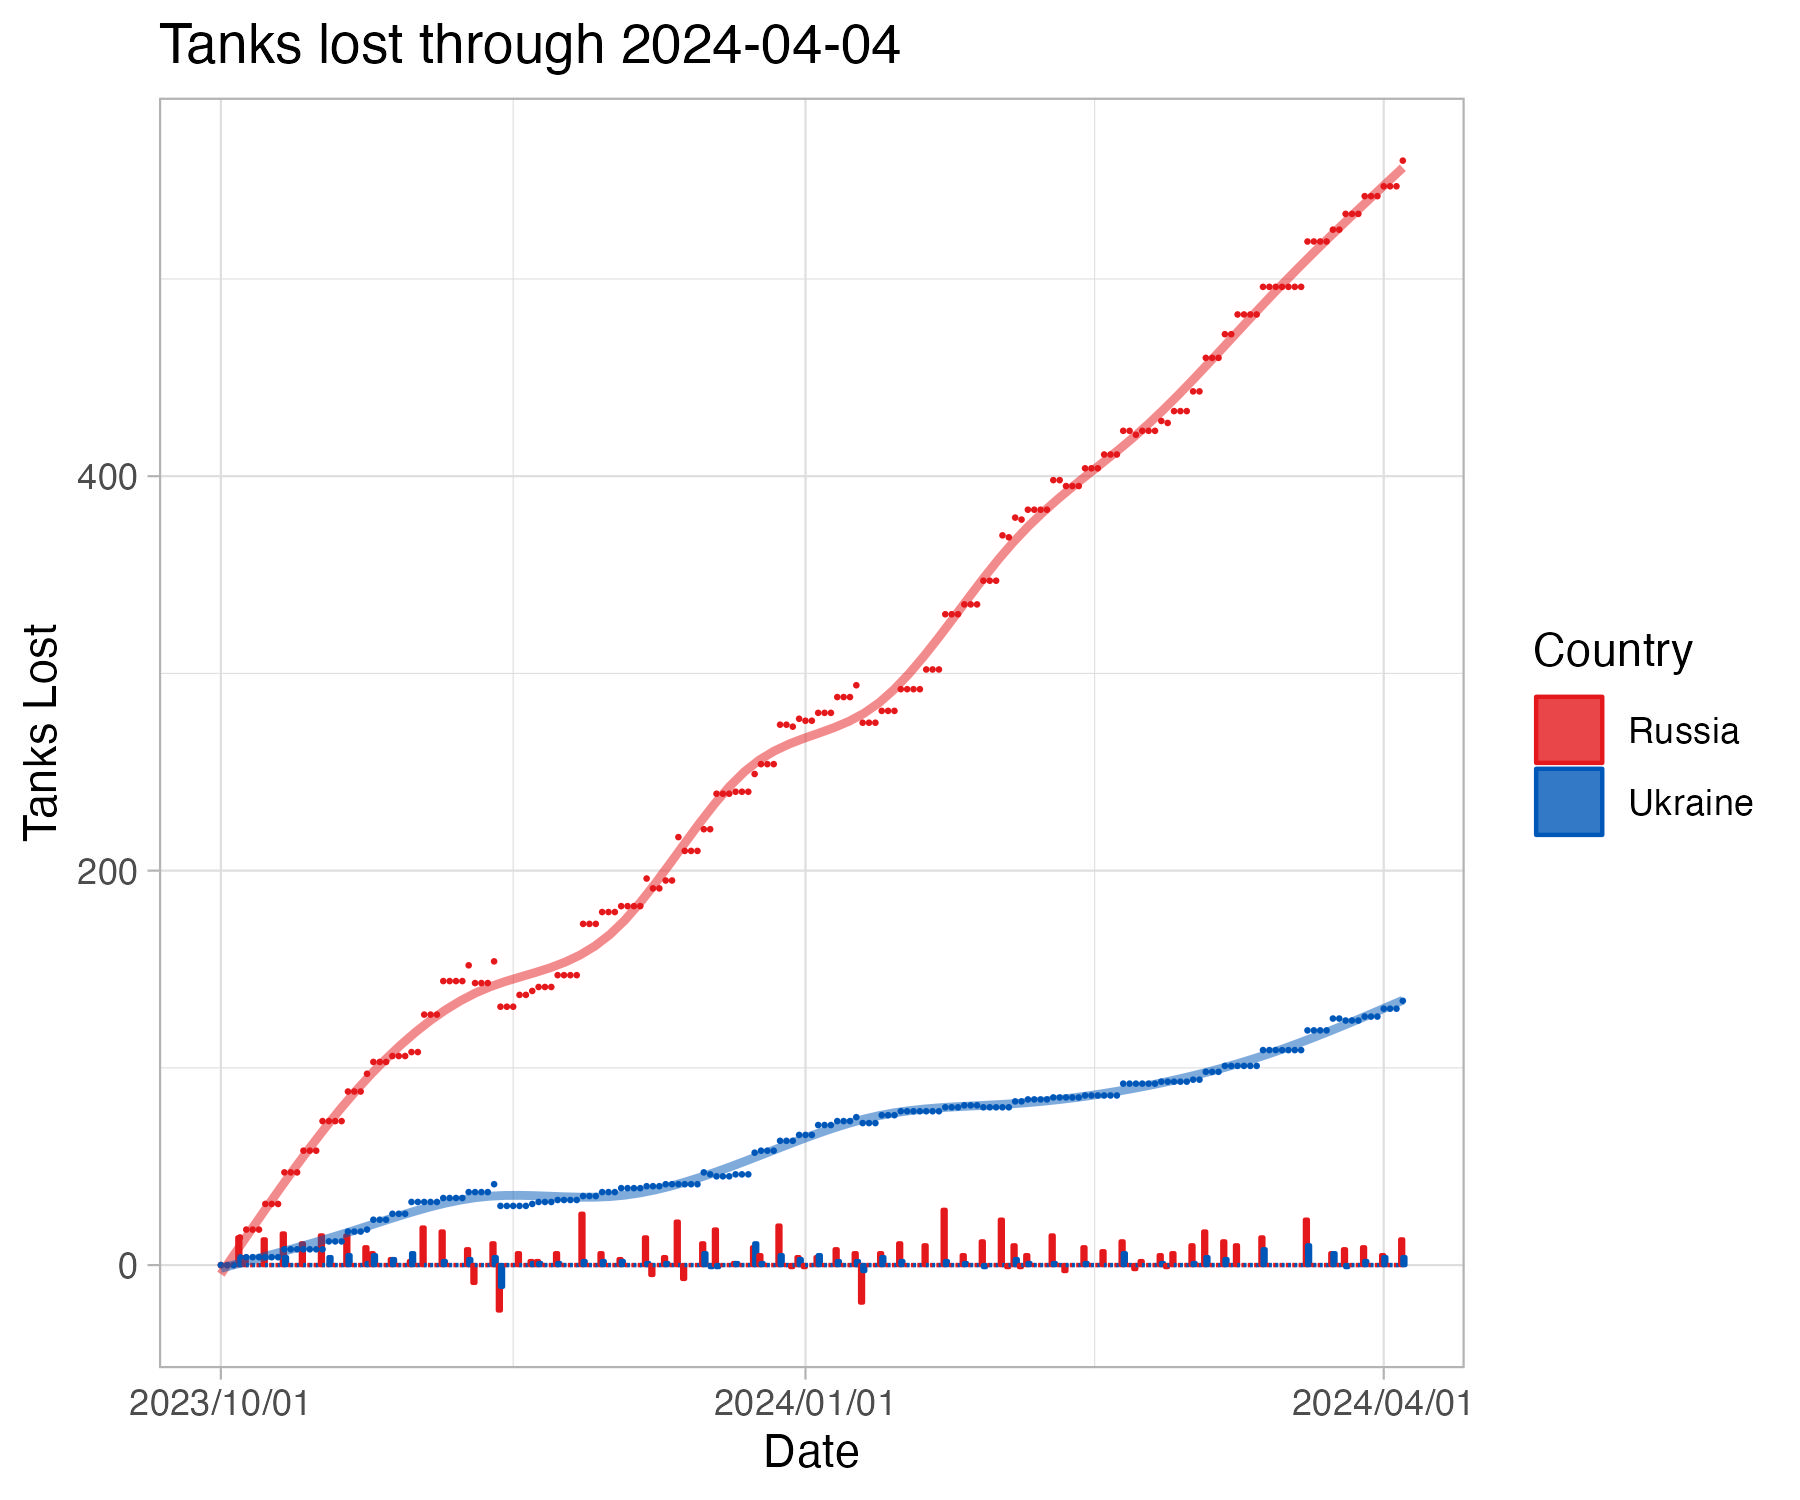 Tanks lost through 2024-04-04
Tanks Lost
400
200
0
2023/10/01
2024/01/01
2024/04/01
Date
Country
Russia
Ukraine